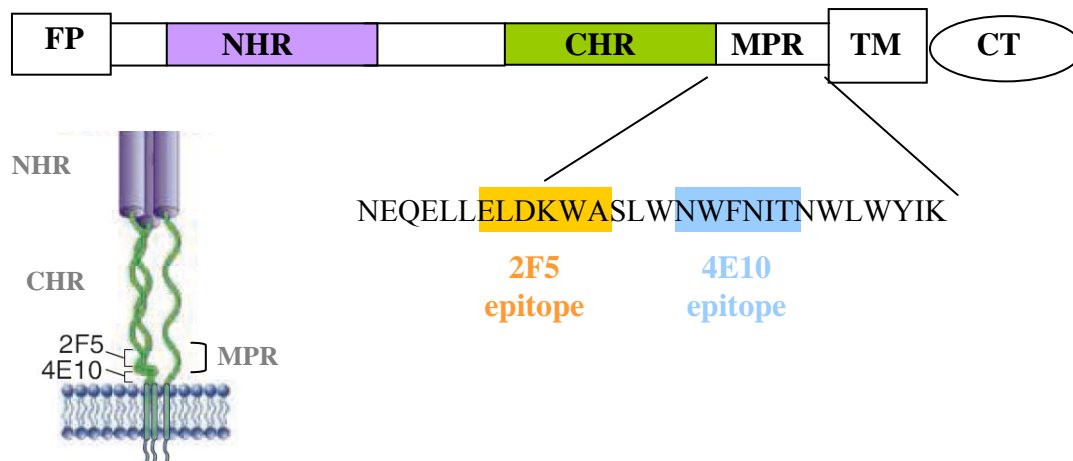 FP NHR CHR MPR TM CT
NHR
NEQELLELDKWASLWNWFNITNWLWYIK
CHR
2F5 4E10
epitope epitope
2F5
MPR
4E10